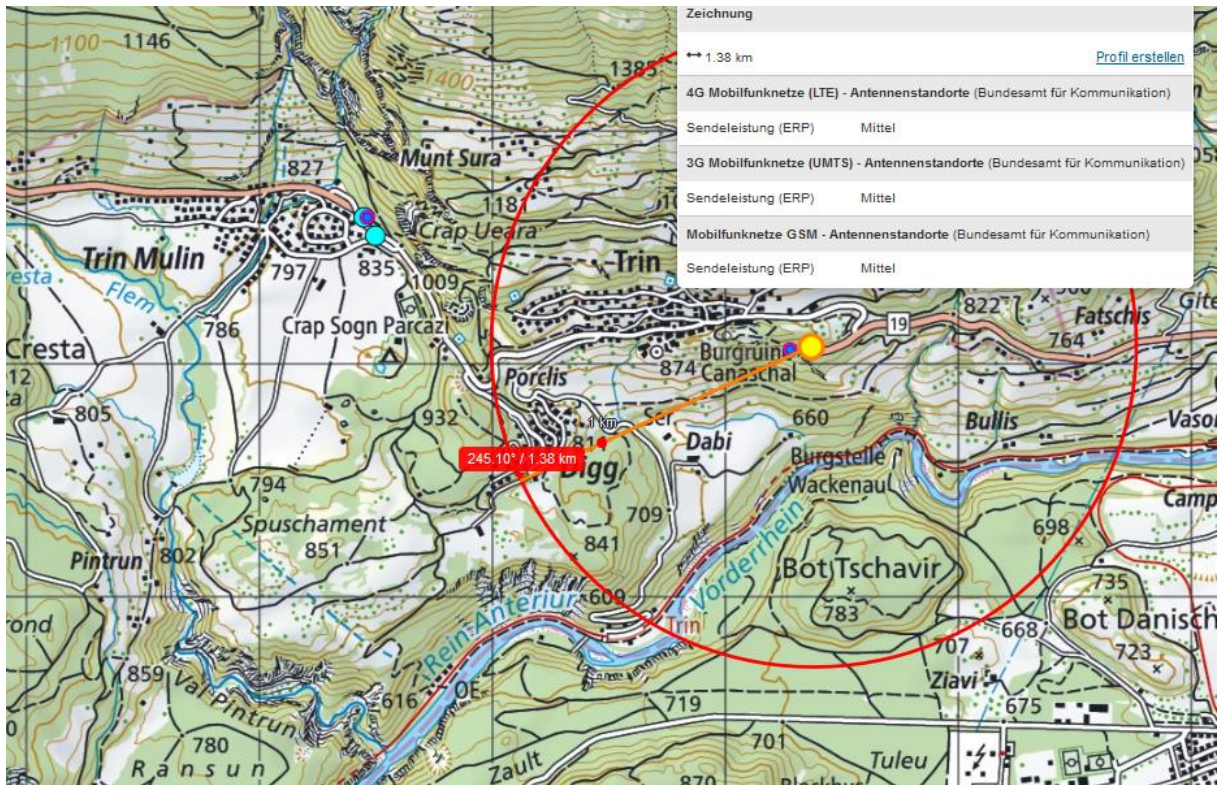 Zeichnung
↔ 1.38 km Profil erstellen
4G Mobilfunknetze (LTE) - Antennenstandorte (Bundesamt für Kommunikation)
Sendeleistung (ERP) Mittel
3G Mobilfunknetze (UMTS) - Antennenstandorte (Bundesamt für Kommunikation)
Sendeleistung (ERP) Mittel
Mobilfunknetze GSM - Antennenstandorte (Bundesamt für Kommunikation)
Sendeleistung (ERP) Mittel
1100
1146
1400
1385
827
Munt Sura
1181
Crap Ueara
Trin Mulin
797
835
Trin
1009
Flem
786
Crap Sogn Parcazi
Cresta
19
822
Fatschis
764
Burgruine
Canaschal
874
Porclis
805
932
660
Bullis
1 km
Dabi
245.10° / 1.38 km
Digg
Burgstelle
Wackenau
794
Spuschament
851
709
698
Pintrun
802
841
Bot Tschavir
783
735
Bot Danisch
723
609
Trin
Vorderrhein
Rein Anteriur
668
707
Ziavi
675
859
Val Pintrun
616
719
701
780
Ransun
Zault
Tuleu